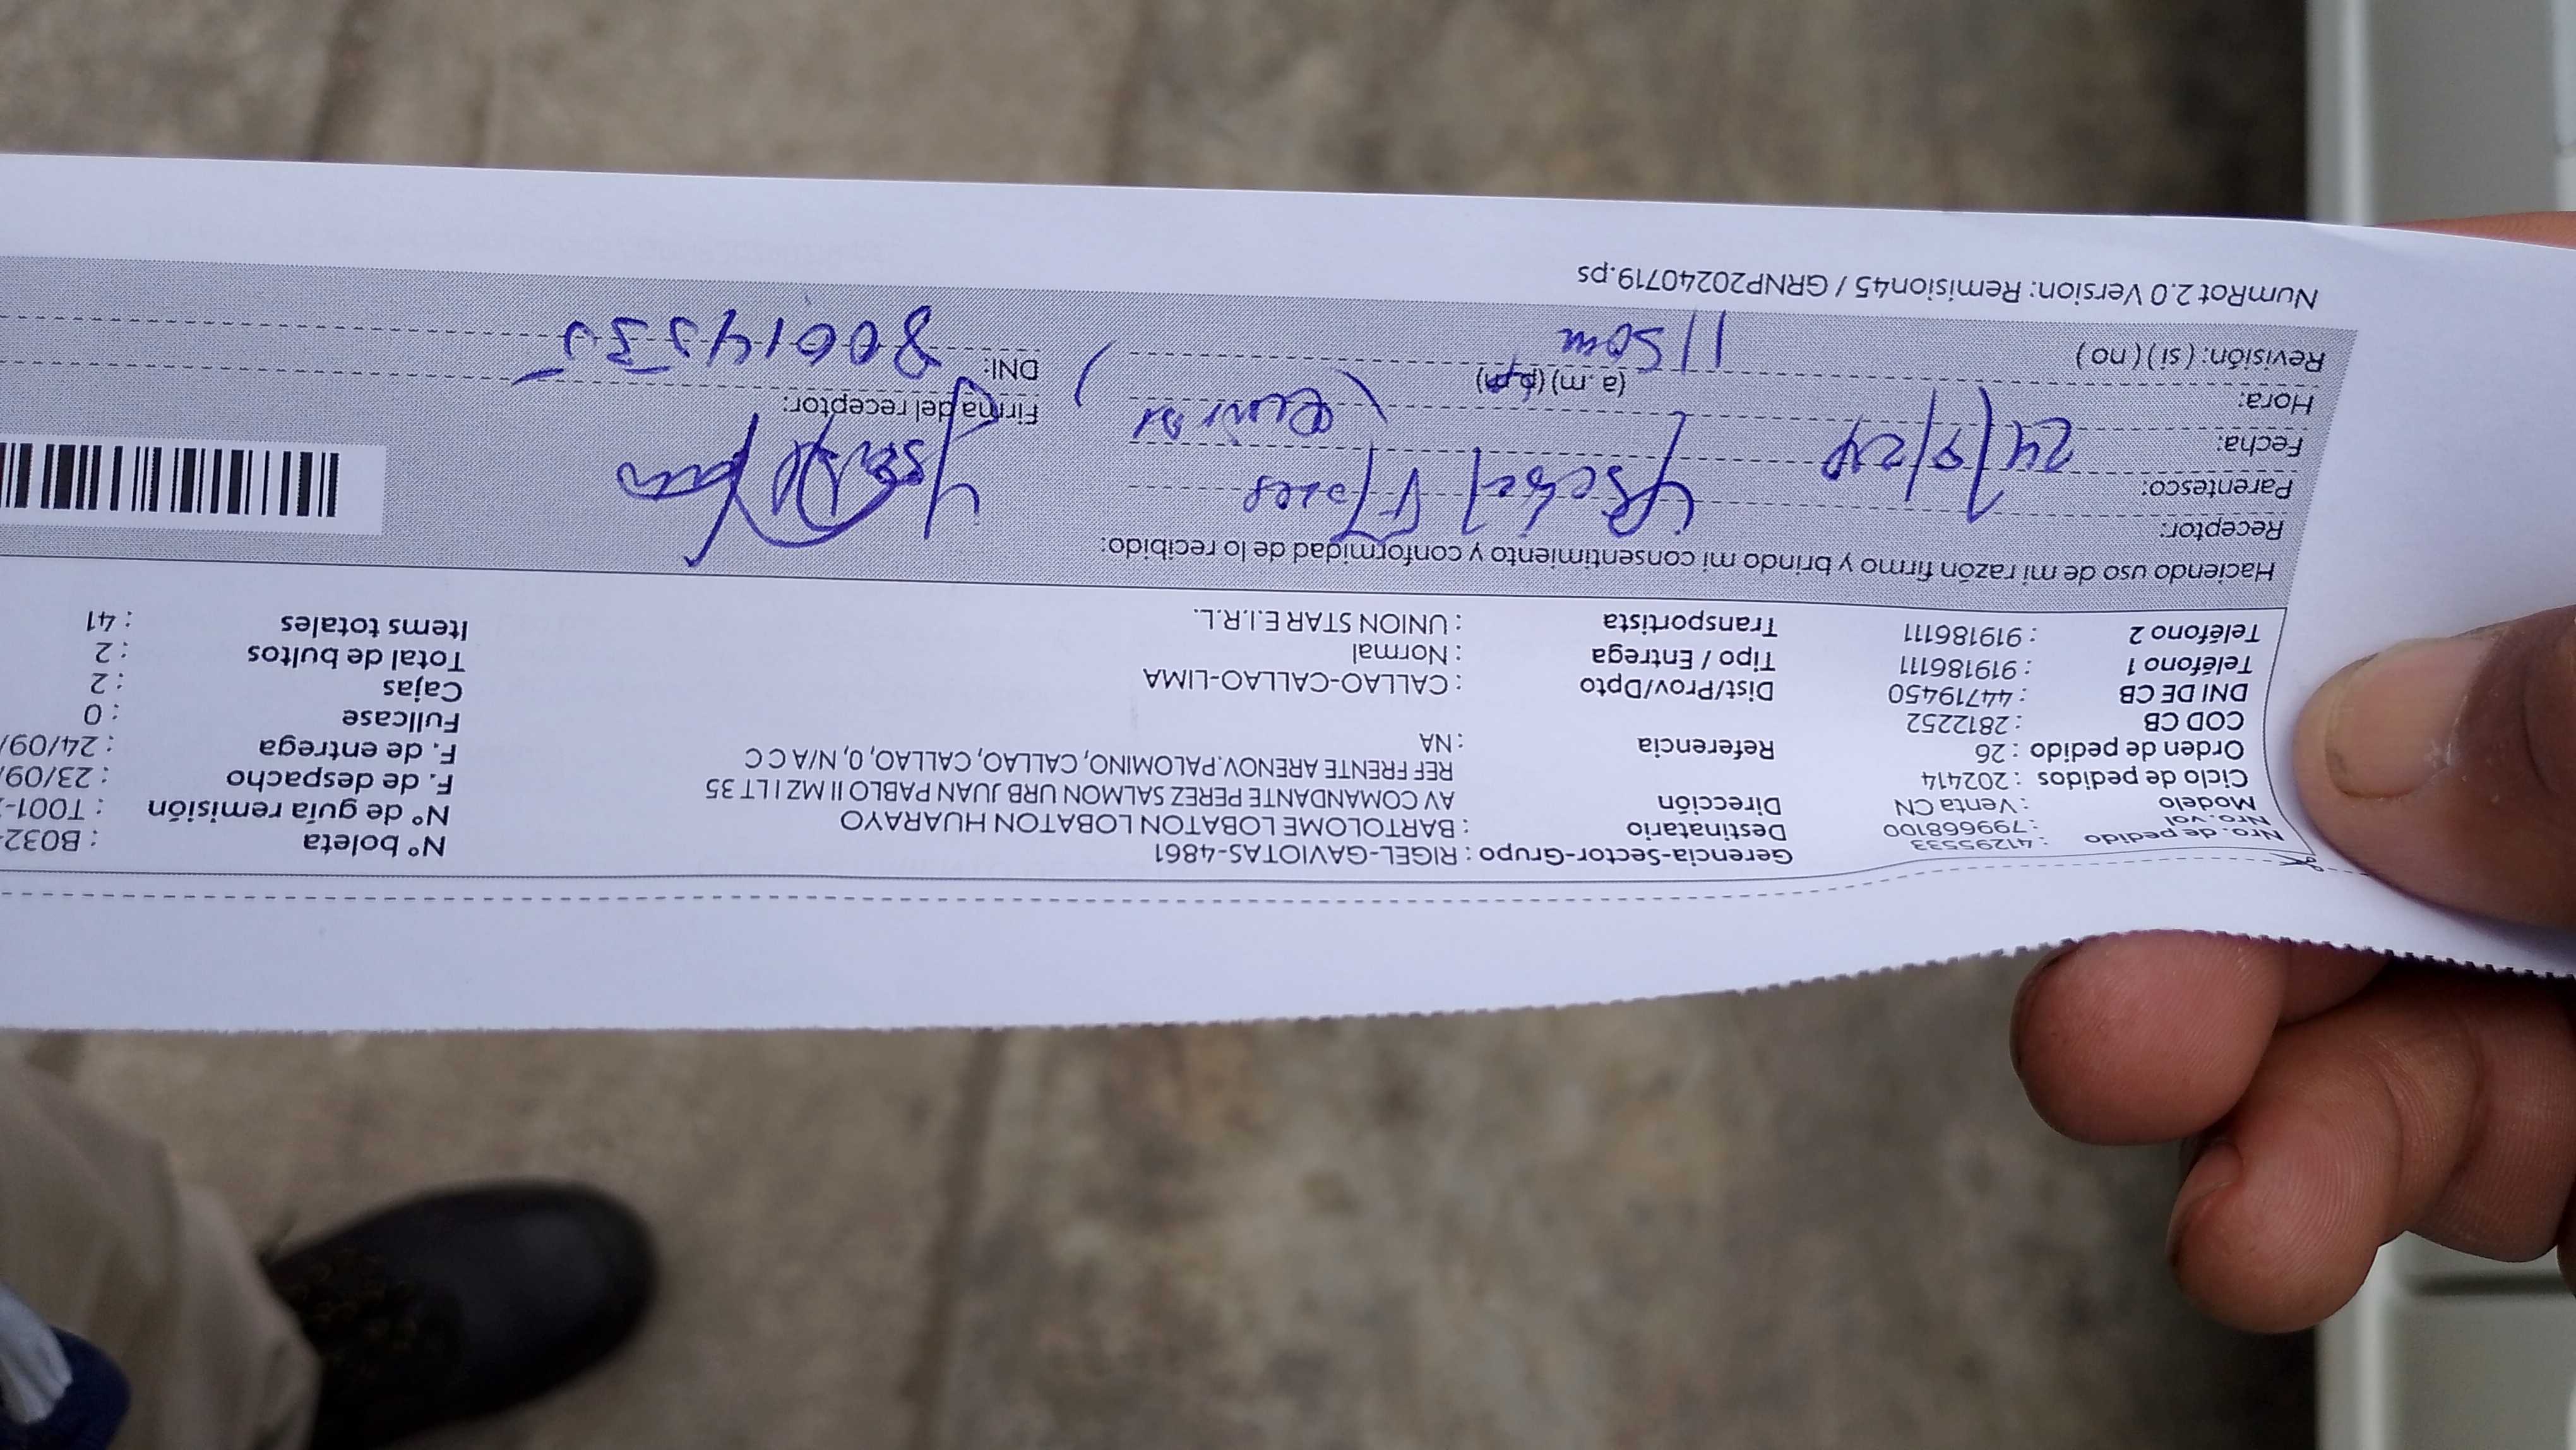 Nro. de pedido : 41295533
Nro. vol : 799668100
Modelo : Venta CN
Ciclo de pedidos : 202414
Orden de pedido : 26
COD CB : 2812252
DNI DE CB : 44719450
Teléfono 1 : 919186111
Teléfono 2 : 919186111
Gerencia-Sector-Grupo : RIGEL-GAVIOTAS-4861
Destinatario : BARTOLOME LOBATON LOBATON HUARAYO
Dirección AV COMANDANTE PEREZ SALMON URB JUAN PABLO II MZ I LT 35
REF FRENTE ARENOV.PALOMINO, CALLAO, CALLAO, 0, N/A C C
Referencia : NA
Dist/Prov/Dpto : CALLAO-CALLAO-LIMA
Tipo / Entrega : Normal
Transportista : UNION STAR E.I.R.L.
N° boleta : B032-
N° de guía remisión : T001-
F. de despacho : 23/09/
F. de entrega : 24/09/
Fullcase : 0
Cajas : 2
Total de bultos : 2
Items totales : 41
Haciendo uso de mi razón firmo y brindo mi consentimiento y conformidad de lo recibido:
Receptor:
Parentesco:
Fecha: 24/9/24
Hora: (a.m) (p.m)
Revisión: (si) (no) 1150m
Firma del receptor:
DNI:
NumRot 2.0 Version: Remision45 / GRNP20240719.ps